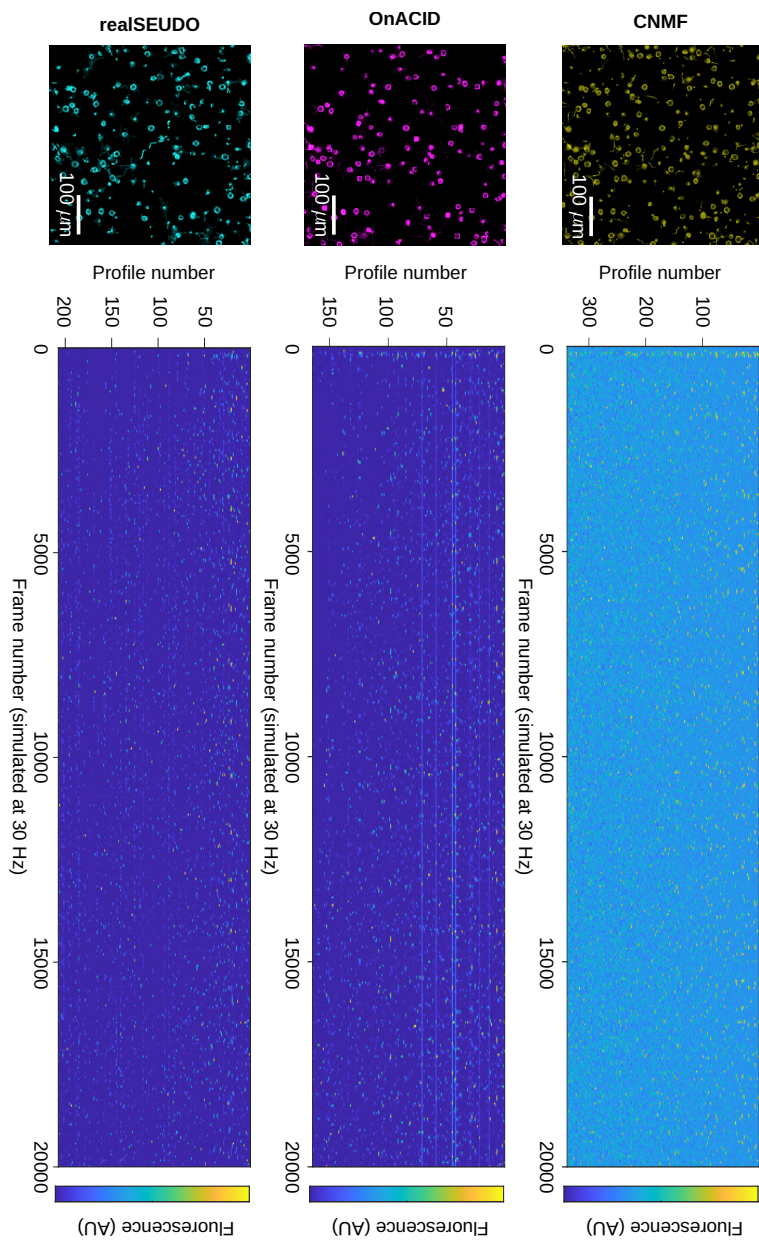 realSEUDO
OnACID
CNMF
100 μm
100 μm
100 μm
Profile number
Profile number
Profile number
200
150
100
50
150
100
50
300
200
100
0
5000
10000
15000
20000
Frame number (simulated at 30 Hz)
0
5000
10000
15000
20000
Frame number (simulated at 30 Hz)
0
5000
10000
15000
20000
Frame number (simulated at 30 Hz)
Fluorescence (AU)
Fluorescence (AU)
Fluorescence (AU)